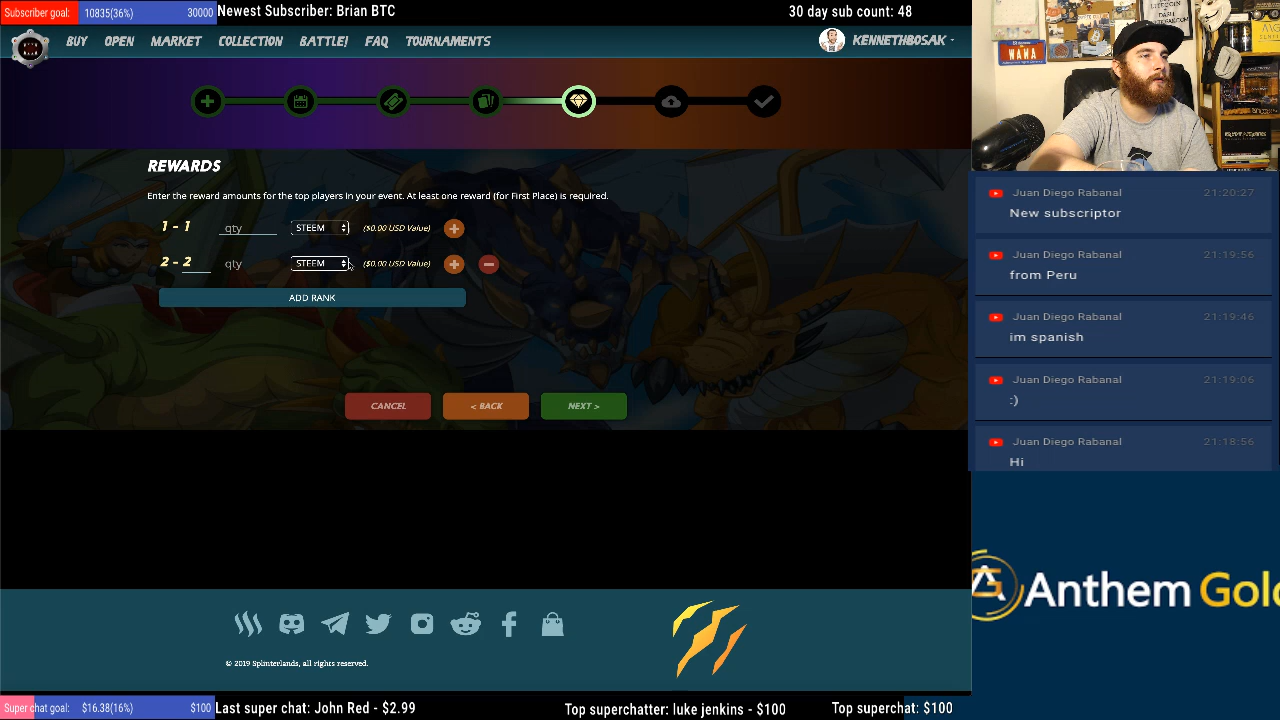 Subscriber goal: 10835(36%) 30000 Newest Subscriber: Brian BTC 30 day sub count: 48
BUY OPEN MARKET COLLECTION BATTLE! FAQ TOURNAMENTS KENNETHBOSAK
REWARDS
Enter the reward amounts for the top players in your event. At least one reward (for First Place) is required.
1 - 1 qty STEEM ($0.00 USD Value)
2 - 2 qty STEEM ($0.00 USD Value)
ADD RANK
CANCEL < BACK NEXT >
© 2019 Splinterlands, all rights reserved.
WAWA
Juan Diego Rabanal 21:20:27
New subscriptor
Juan Diego Rabanal 21:19:56
from Peru
Juan Diego Rabanal 21:19:46
im spanish
Juan Diego Rabanal 21:19:06
:)
Juan Diego Rabanal 21:18:56
Hi
Anthem Gold
Super chat goal: $16.38(16%) $100 Last super chat: John Red - $2.99 Top superchatter: luke jenkins - $100 Top superchat: $100